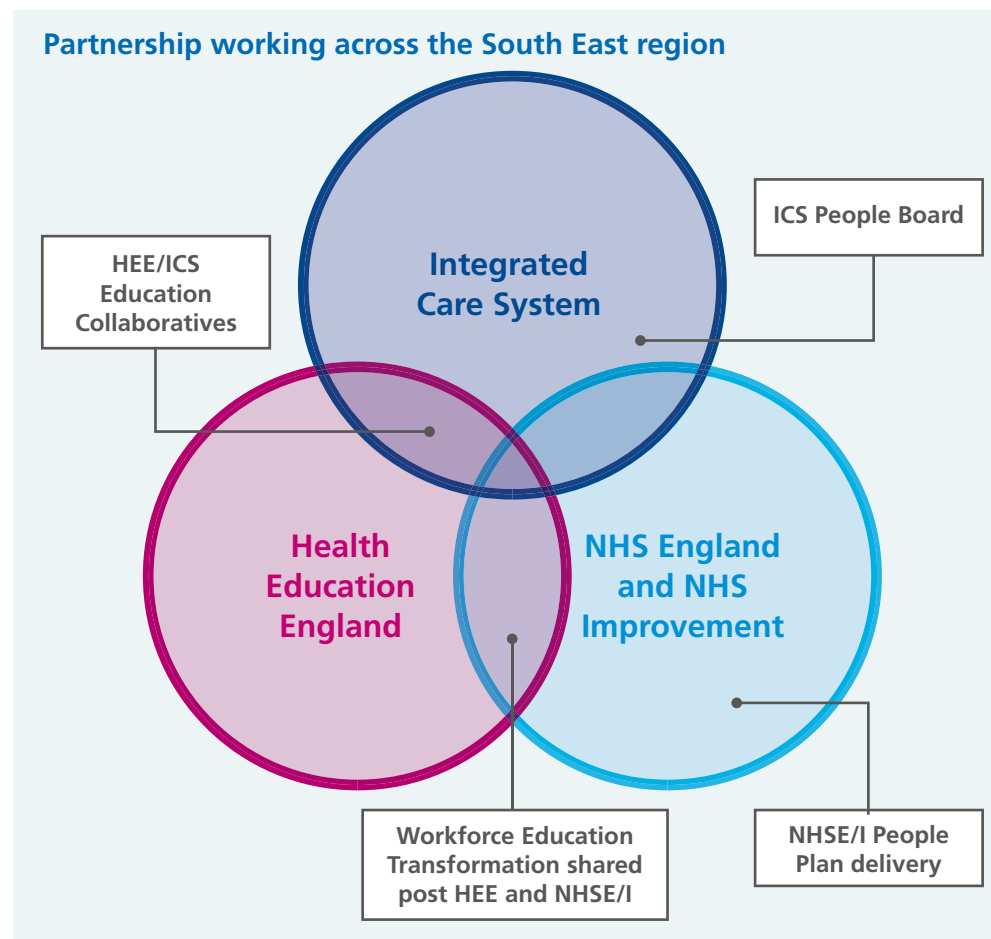 Partnership working across the South East region
ICS People Board
HEE/ICS
Education
Collaboratives
Integrated
Care System
Health
Education
England
NHS England
and NHS
Improvement
Workforce Education
Transformation shared
post HEE and NHSE/I
NHSE/I People
Plan delivery